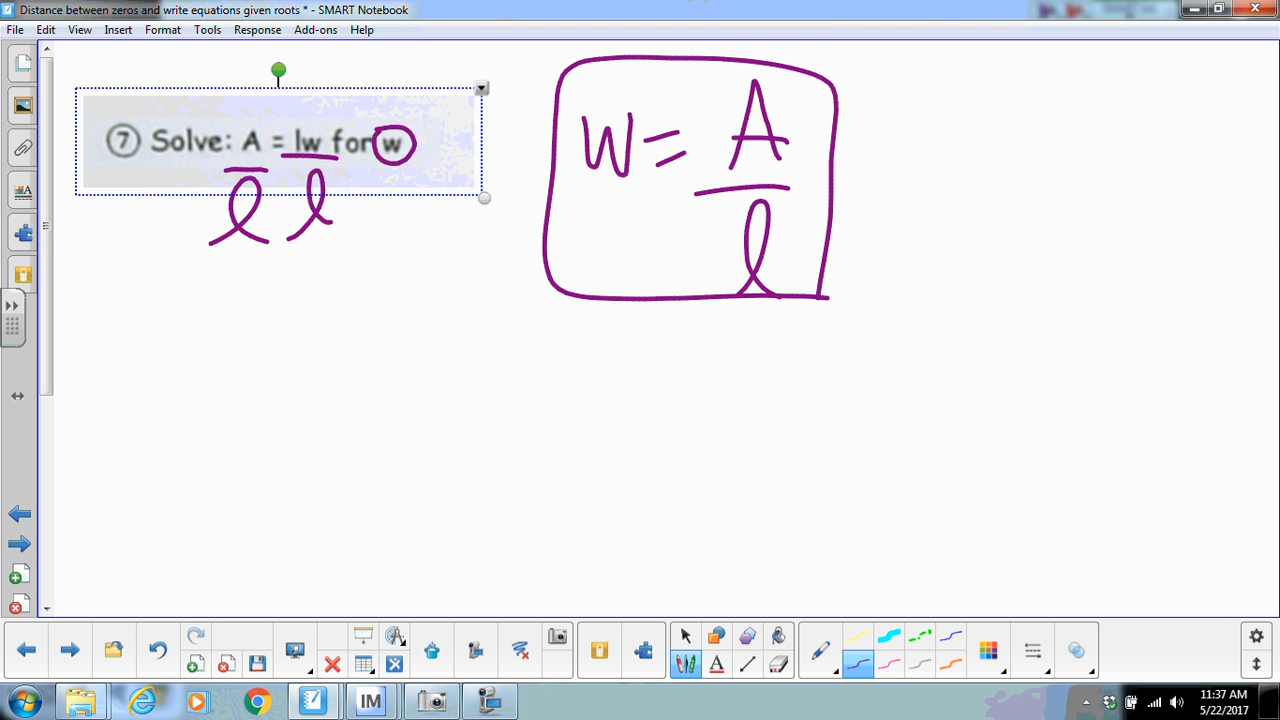 Distance between zeros and write equations given roots * - SMART Notebook
File Edit View Insert Format Tools Response Add-ons Help
⑦ Solve: A = lw for w
l l
W = A
l
IM
11:37 AM
5/22/2017